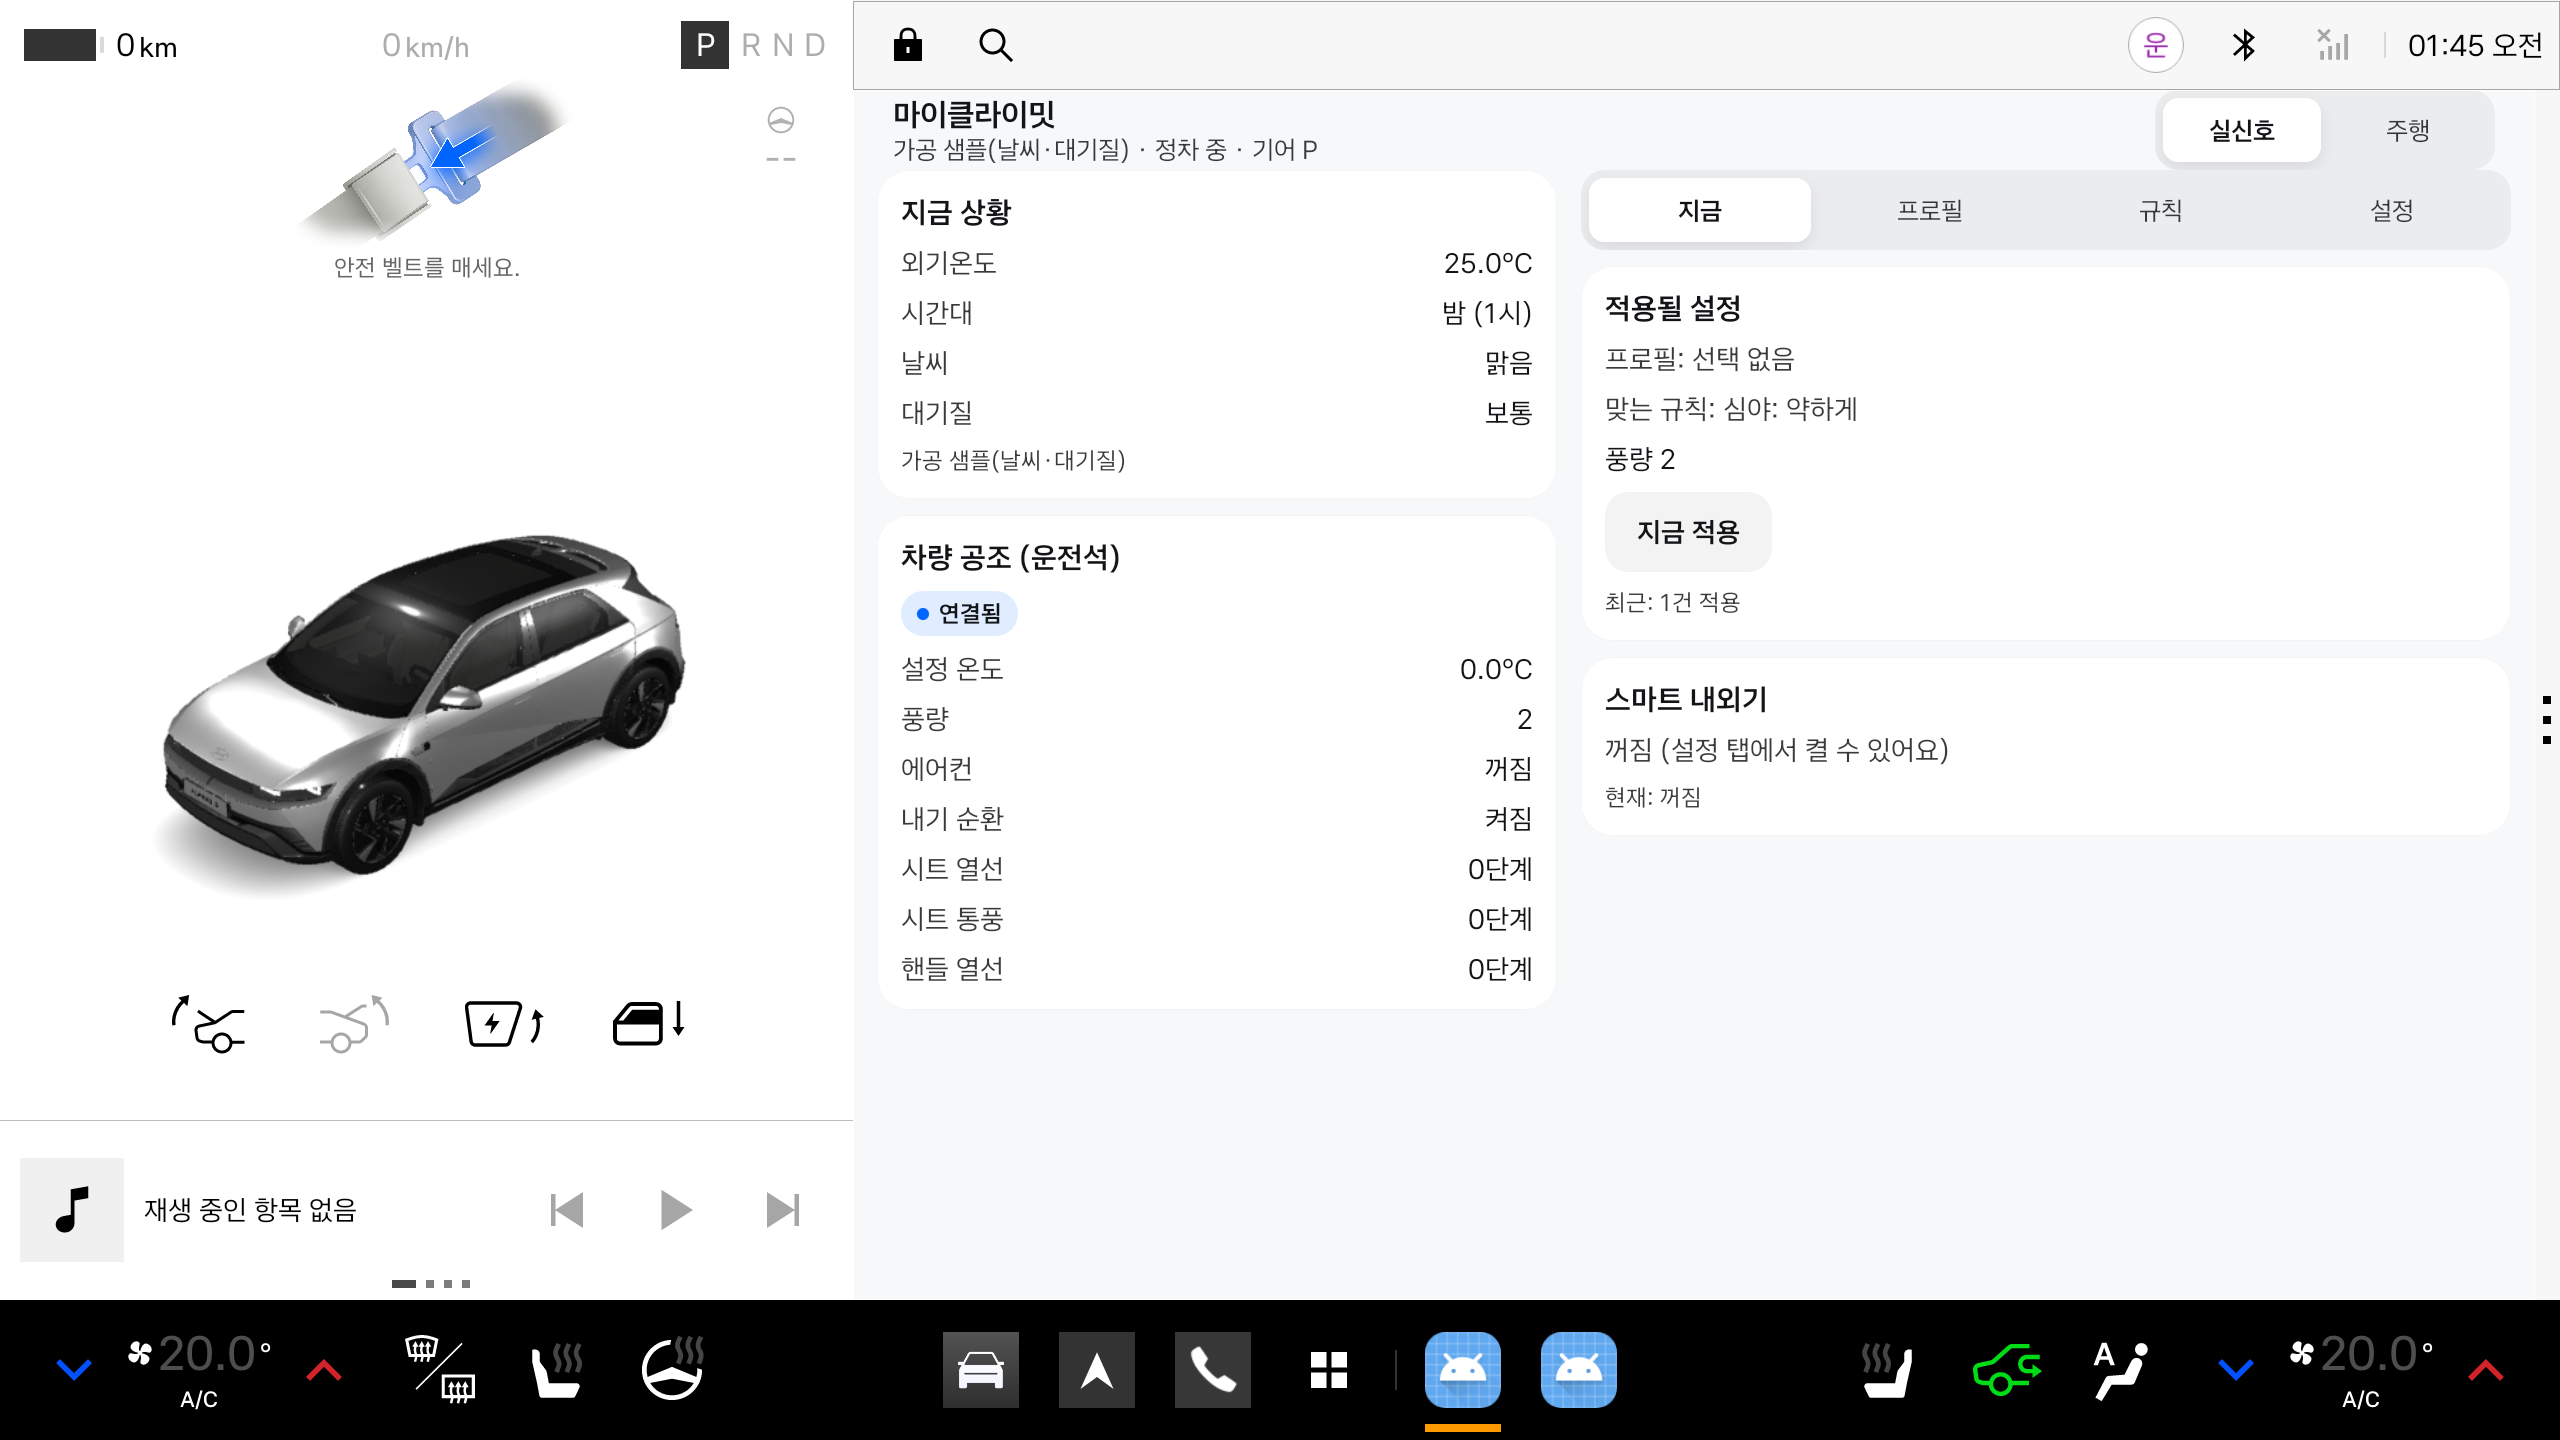 0 km
0 km/h
P R N D
안전 벨트를 매세요.
재생 중인 항목 없음
운
01:45 오전
마이클라이밋
가공 샘플(날씨·대기질) · 정차 중 · 기어 P
실신호
주행
지금 상황
외기온도 25.0°C
시간대 밤 (1시)
날씨 맑음
대기질 보통
가공 샘플(날씨·대기질)
차량 공조 (운전석)
연결됨
설정 온도 0.0°C
풍량 2
에어컨 꺼짐
내기 순환 켜짐
시트 열선 0단계
시트 통풍 0단계
핸들 열선 0단계
지금
프로필
규칙
설정
적용될 설정
프로필: 선택 없음
맞는 규칙: 심야: 약하게
풍량 2
지금 적용
최근: 1건 적용
스마트 내외기
꺼짐 (설정 탭에서 켤 수 있어요)
현재: 꺼짐
20.0°
A/C
A
20.0°
A/C